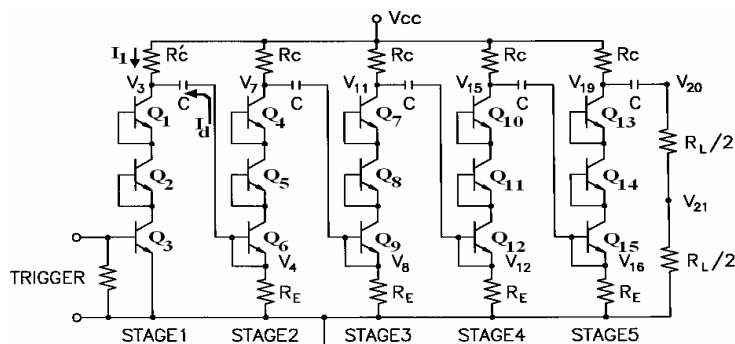 Vcc
I1 R'c Rc Rc Rc Rc
V3 V7 V11 V15 V19 V20
C C C C C
Id
Q1 Q4 Q7 Q10 Q13
RL/2
Q2 Q5 Q8 Q11 Q14
V21
Q3 Q6 Q9 Q12 Q15
V4 V8 V12 V16
RL/2
TRIGGER
RE RE RE RE
STAGE1 STAGE2 STAGE3 STAGE4 STAGE5